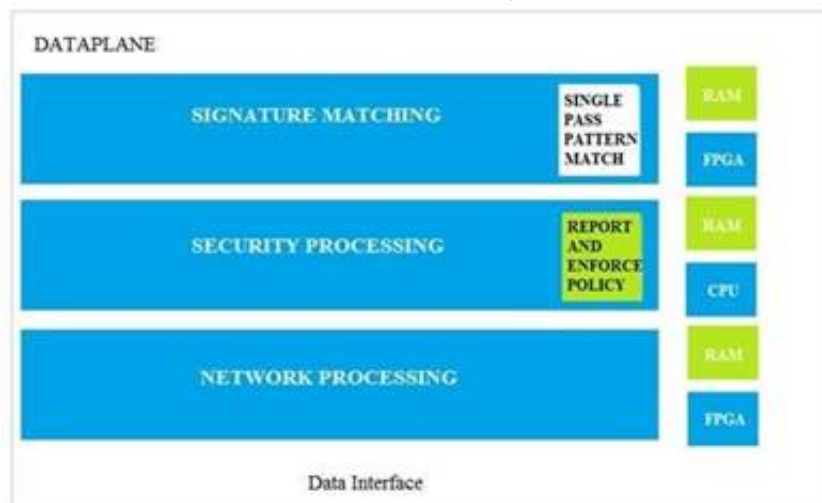 DATAPLANE
SIGNATURE MATCHING
SINGLE
PASS
PATTERN
MATCH
RAM
FPGA
SECURITY PROCESSING
REPORT
AND
ENFORCE
POLICY
RAM
CPU
NETWORK PROCESSING
RAM
FPGA
Data Interface